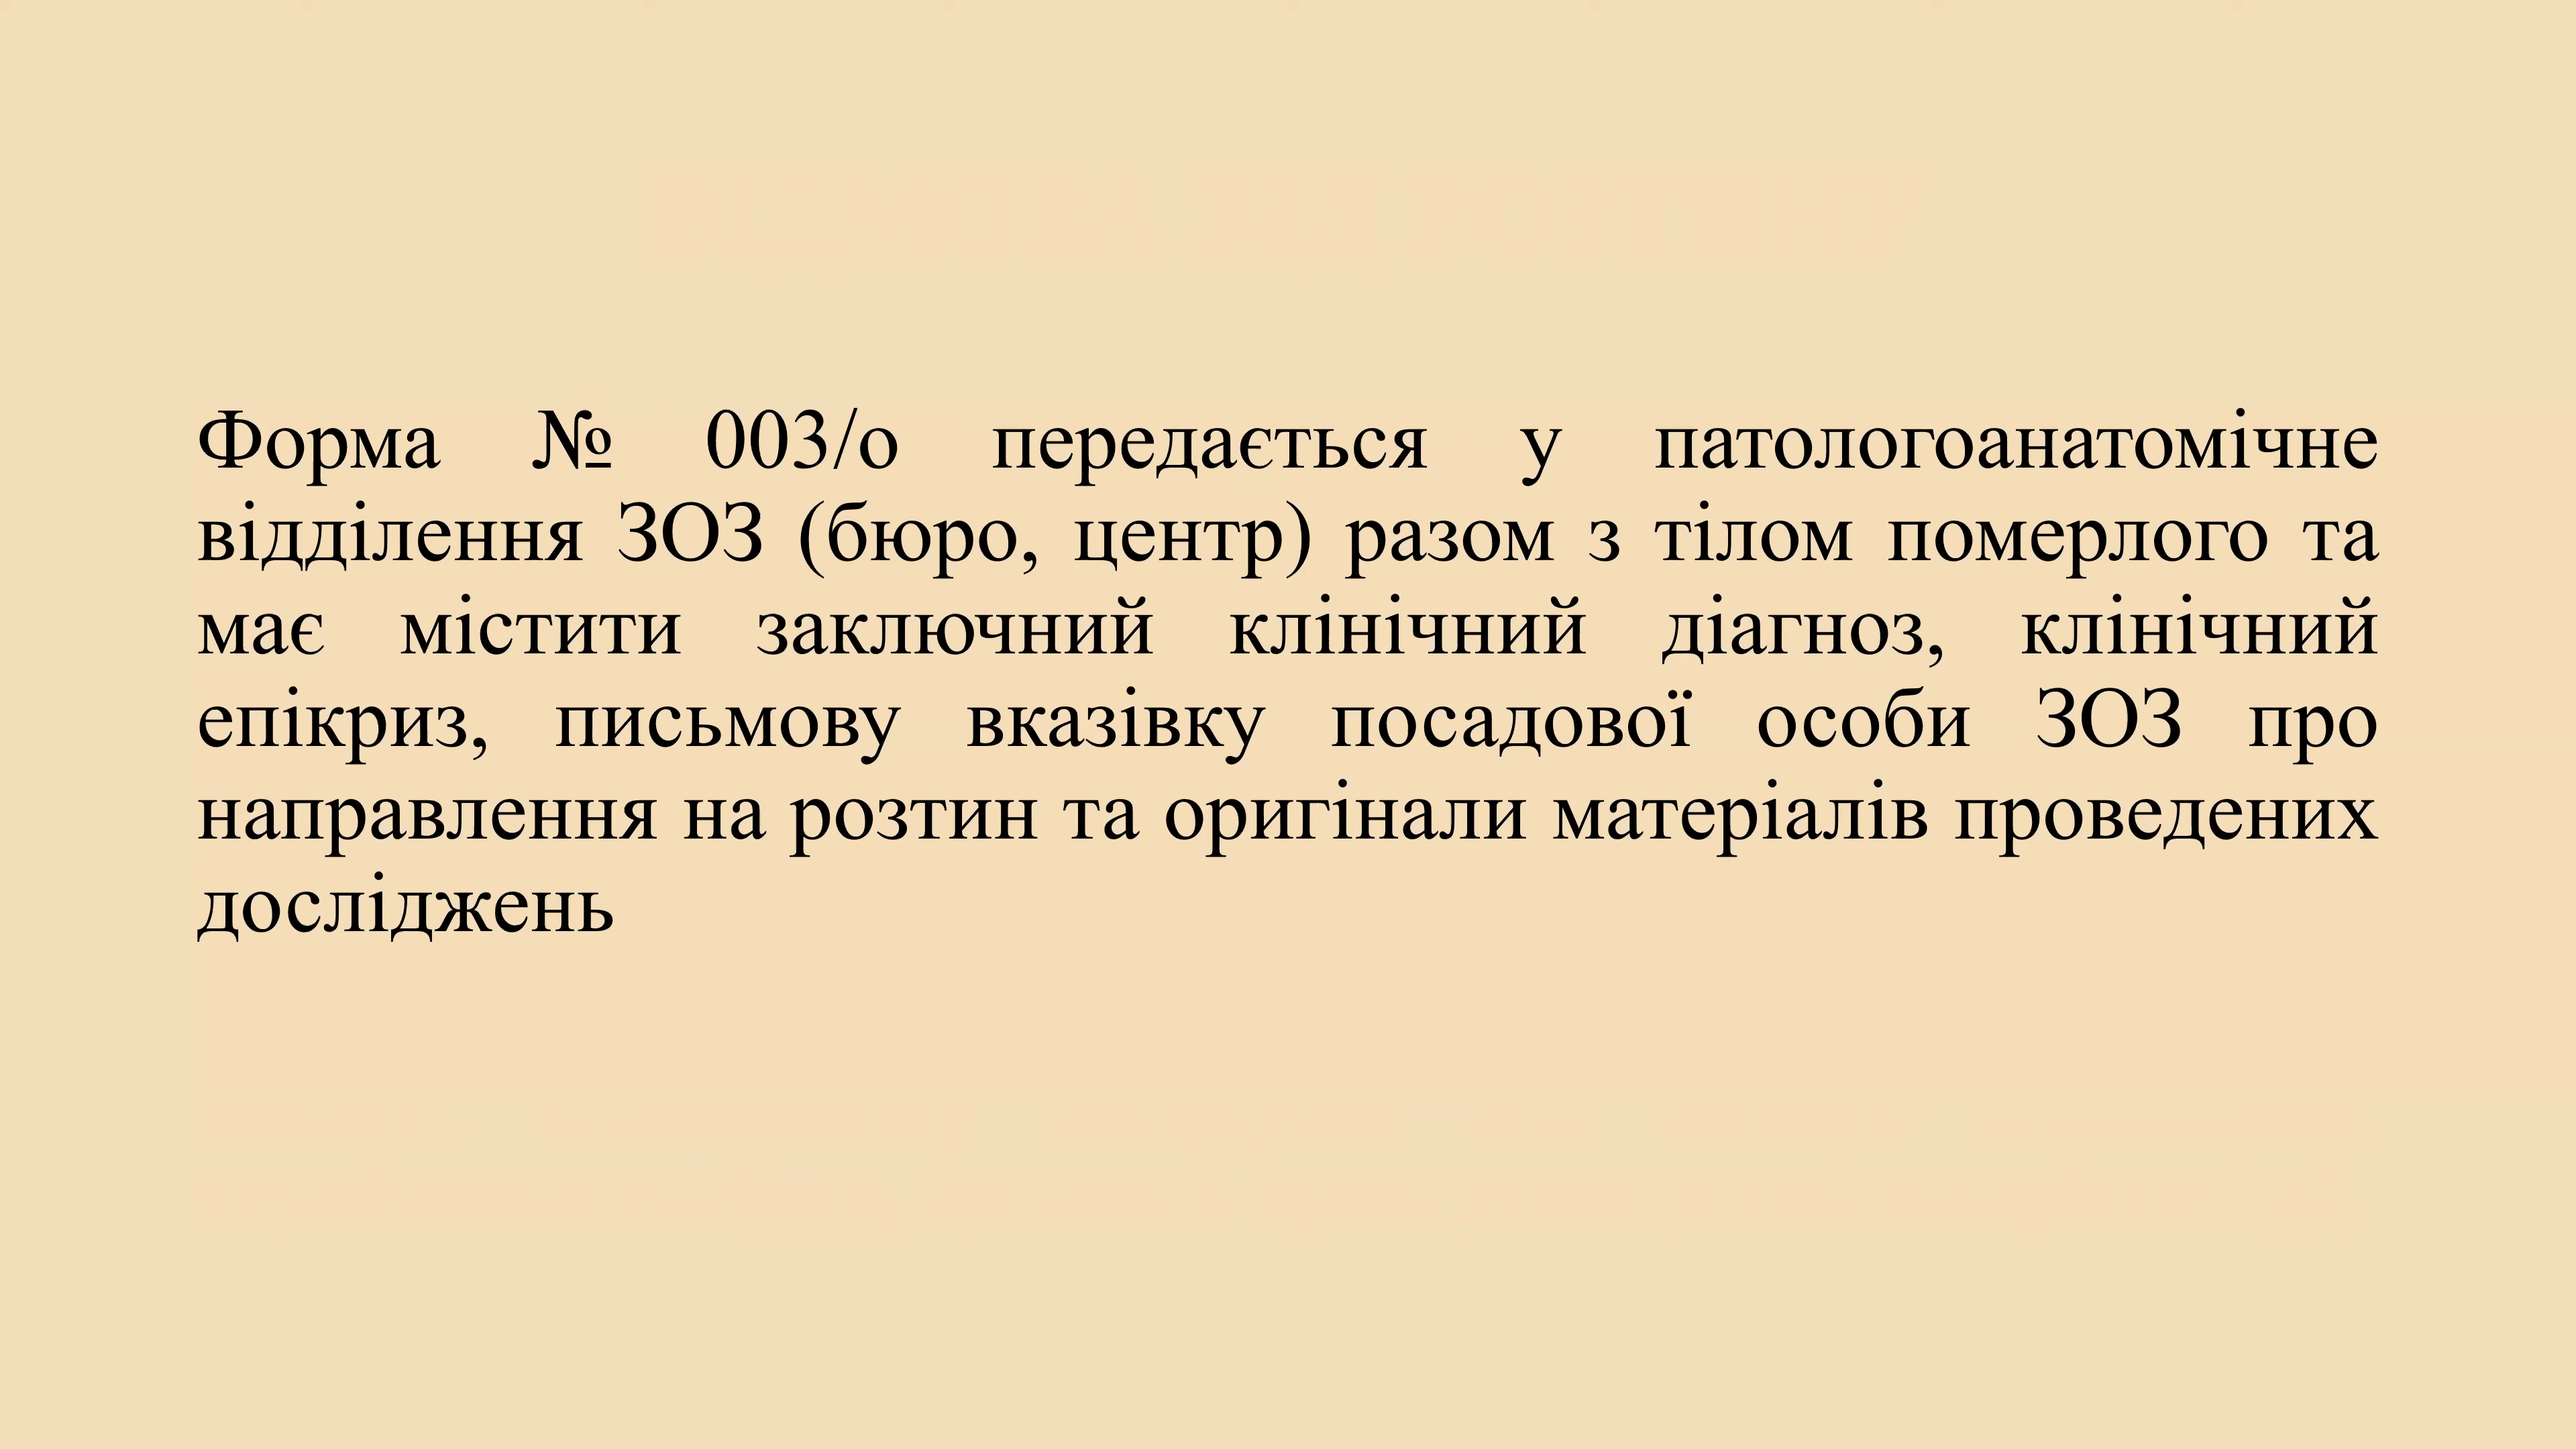 Форма № 003/о передається у патологоанатомічне
відділення ЗОЗ (бюро, центр) разом з тілом померлого та
має містити заключний клінічний діагноз, клінічний
епікриз, письмову вказівку посадової особи ЗОЗ про
направлення на розтин та оригінали матеріалів проведених
досліджень